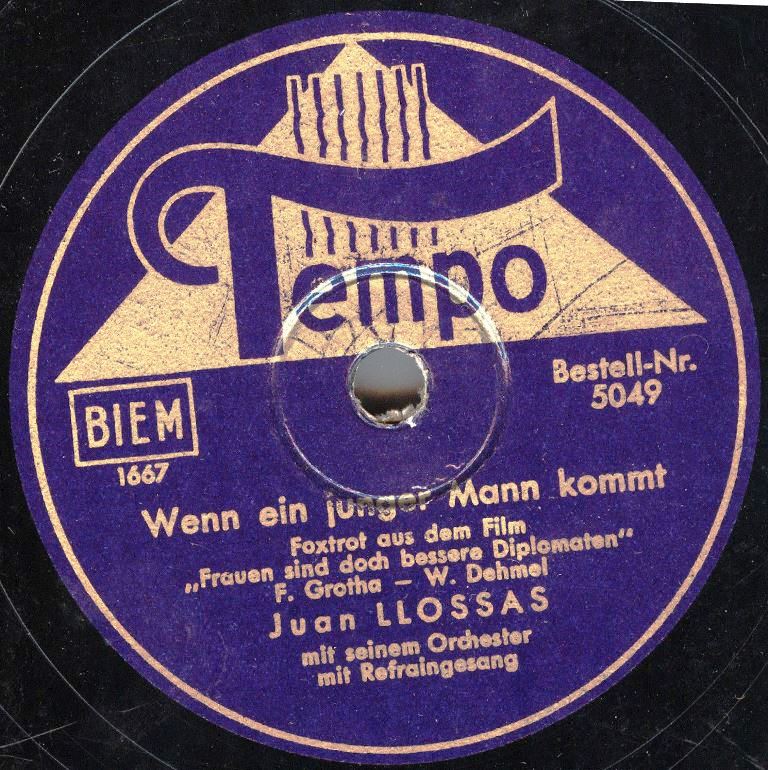 Tempo
BIEM
1667
Bestell-Nr.
5049
Wenn ein junger Mann kommt
Foxtrot aus dem Film
„Frauen sind doch bessere Diplomaten“
F. Grotha – W. Dehmel
Juan LLOSSAS
mit seinem Orchester
mit Refraingesang